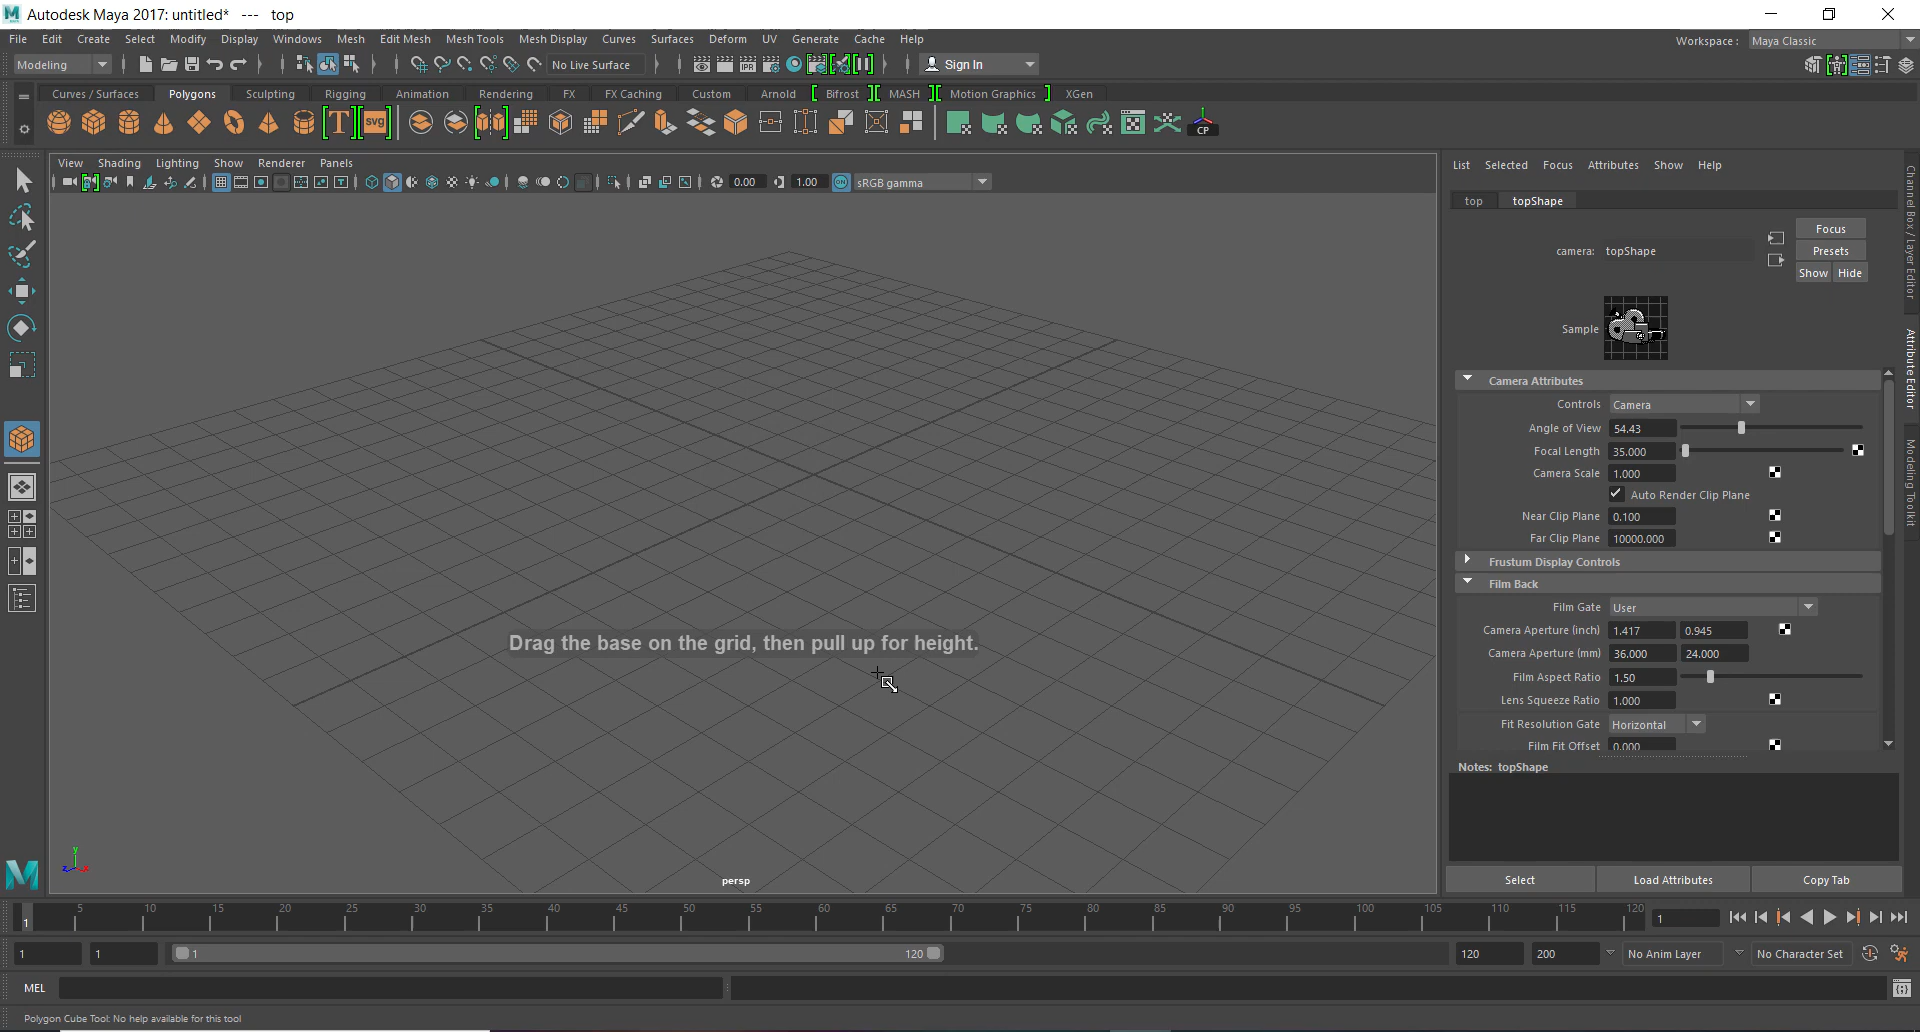 Autodesk Maya 2017: untitled* --- top
File Edit Create Select Modify Display Windows Mesh Edit Mesh Mesh Tools Mesh Display Curves Surfaces Deform UV Generate Cache Help
Workspace: Maya Classic
Modeling No Live Surface Sign In
Curves / Surfaces Polygons Sculpting Rigging Animation Rendering FX FX Caching Custom Arnold Bifrost MASH Motion Graphics XGen
T SVG IPR CP
View Shading Lighting Show Renderer Panels
0.00 1.00 ON sRGB gamma
List Selected Focus Attributes Show Help
top topShape
camera: topShape
Focus
Presets
Show Hide
Sample
Camera Attributes
Controls Camera
Angle of View 54.43
Focal Length 35.000
Camera Scale 1.000
Auto Render Clip Plane
Near Clip Plane 0.100
Far Clip Plane 10000.000
Frustum Display Controls
Film Back
Film Gate User
Camera Aperture (inch) 1.417 0.945
Camera Aperture (mm) 36.000 24.000
Film Aspect Ratio 1.50
Lens Squeeze Ratio 1.000
Fit Resolution Gate Horizontal
Film Fit Offset 0.000
Notes: topShape
Select Load Attributes Copy Tab
Channel Box / Layer Editor
Attribute Editor
Modeling Toolkit
Drag the base on the grid, then pull up for height.
y
z x
persp
1 5 10 15 20 25 30 35 40 45 50 55 60 65 70 75 80 85 90 95 100 105 110 115 120 1
1 1 1 120 120 200 No Anim Layer No Character Set
MEL
Polygon Cube Tool: No help available for this tool